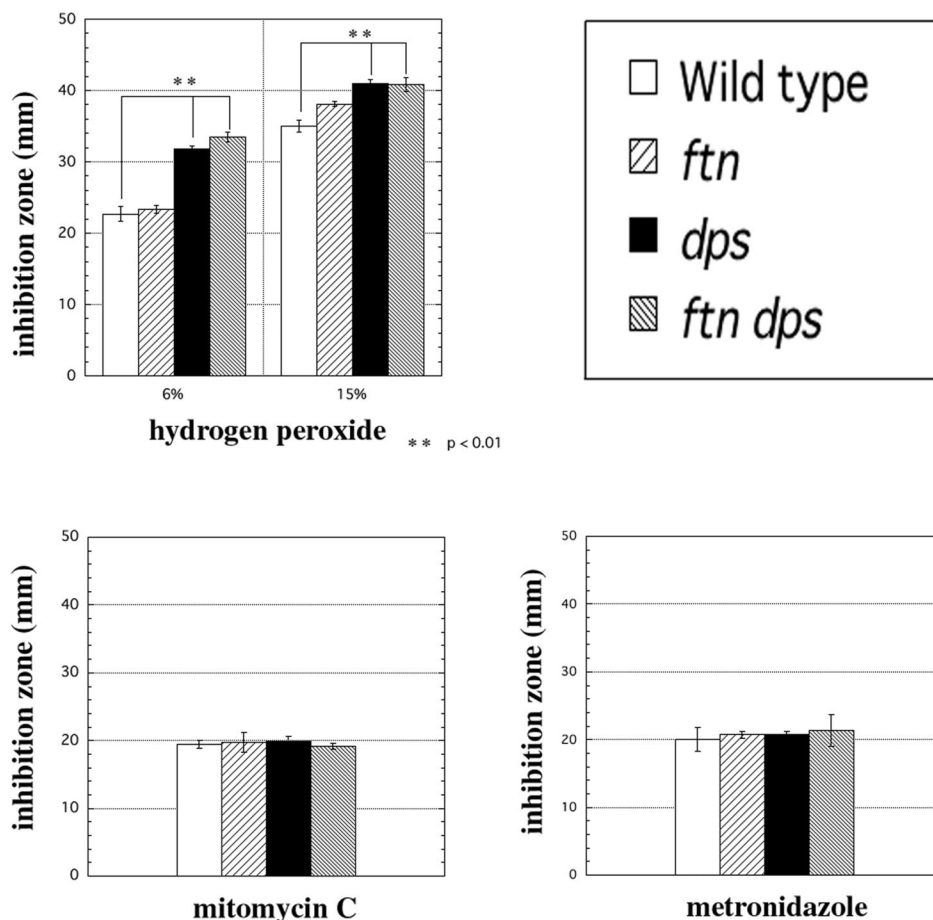 50
40
30
20
10
0
inhibition zone (mm)
**
**
6%
15%
hydrogen peroxide
** p < 0.01
Wild type
ftn
dps
ftn dps
50
40
30
20
10
0
inhibition zone (mm)
mitomycin C
50
40
30
20
10
0
inhibition zone (mm)
metronidazole